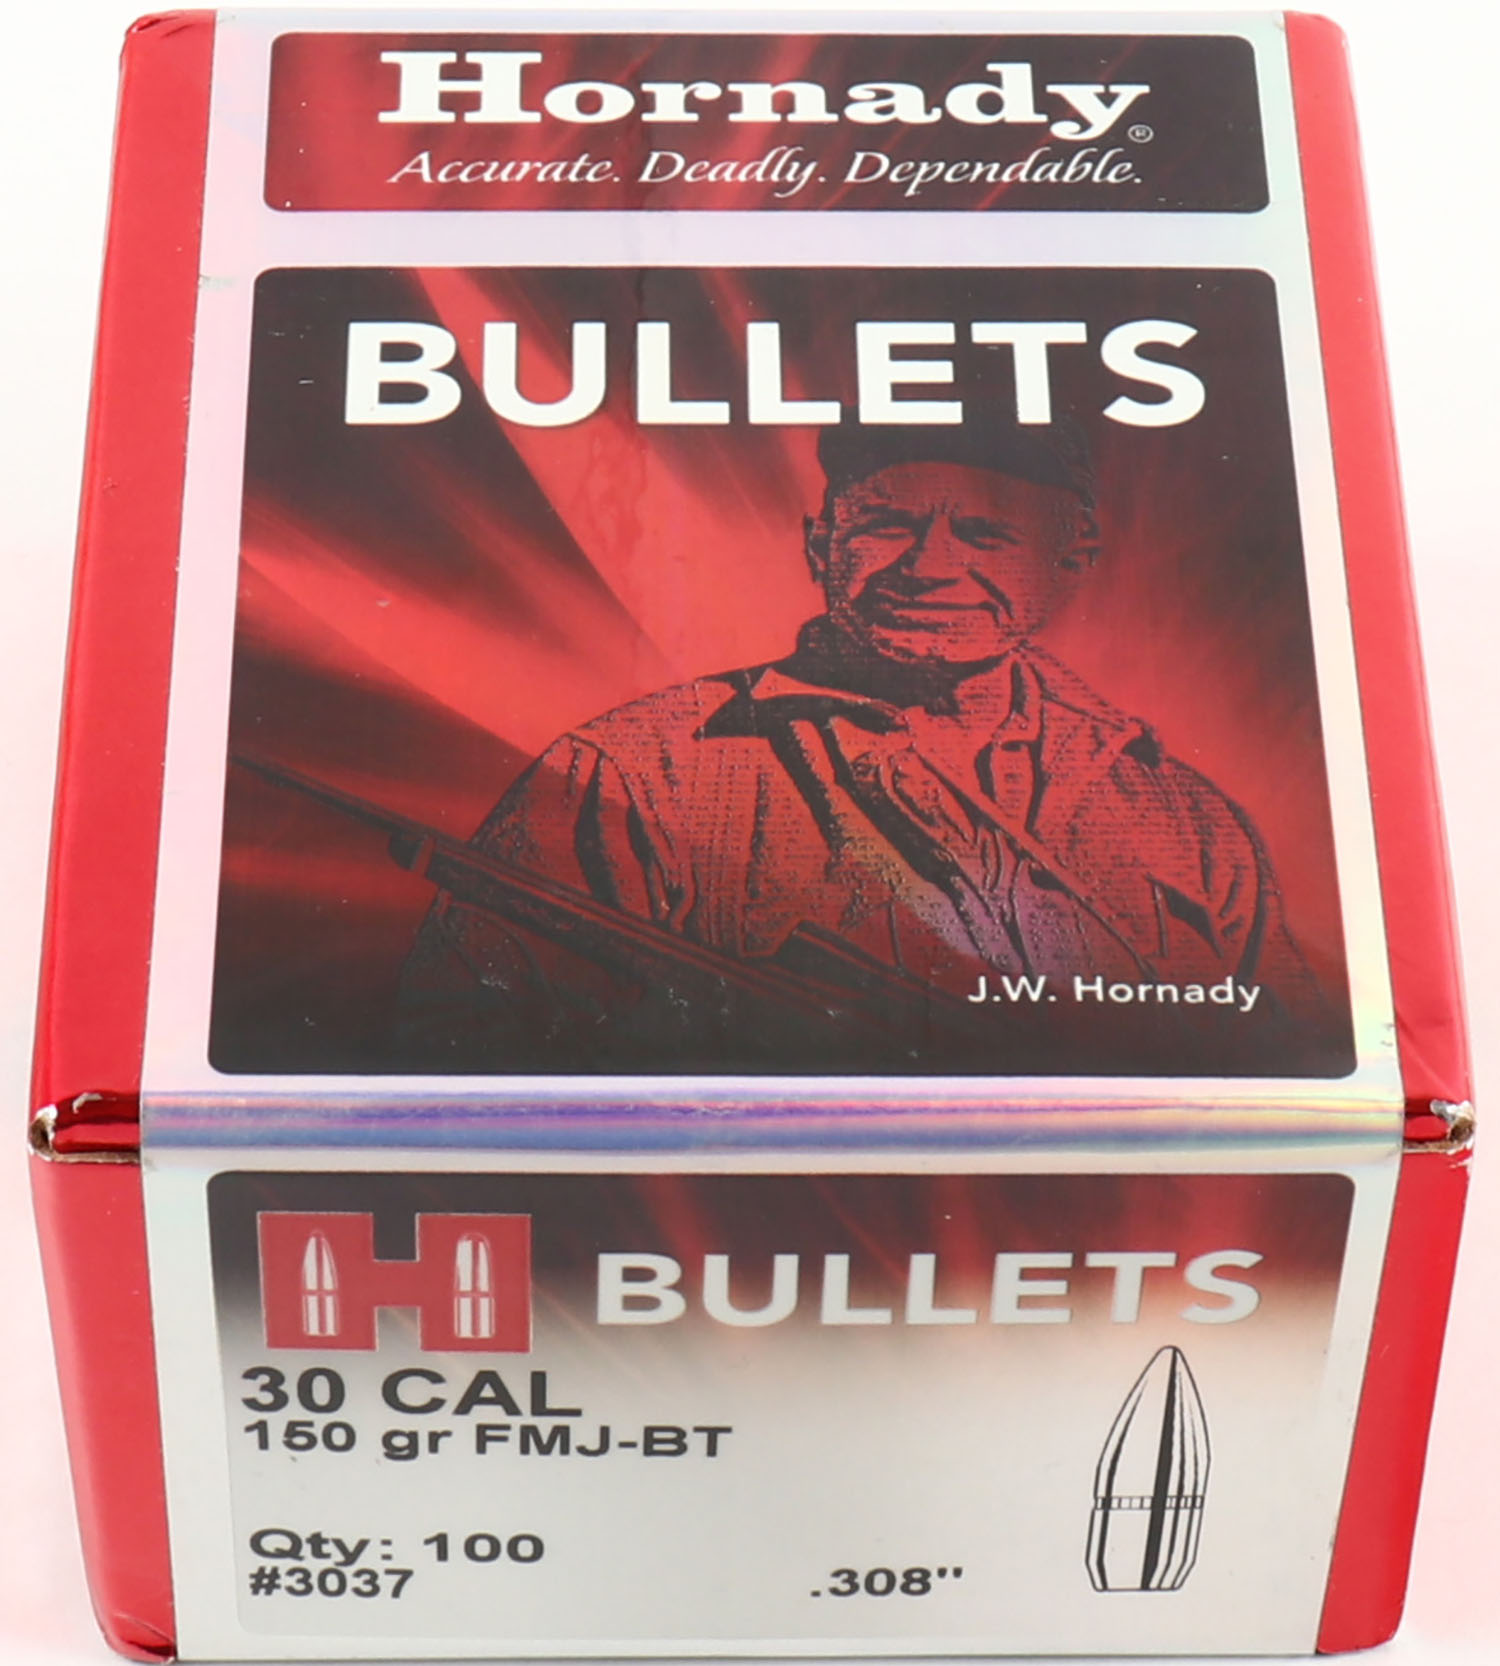 Hornady®
Accurate. Deadly. Dependable.
BULLETS
J.W. Hornady
H BULLETS
30 CAL
150 gr FMJ-BT
Qty: 100
#3037 .308"